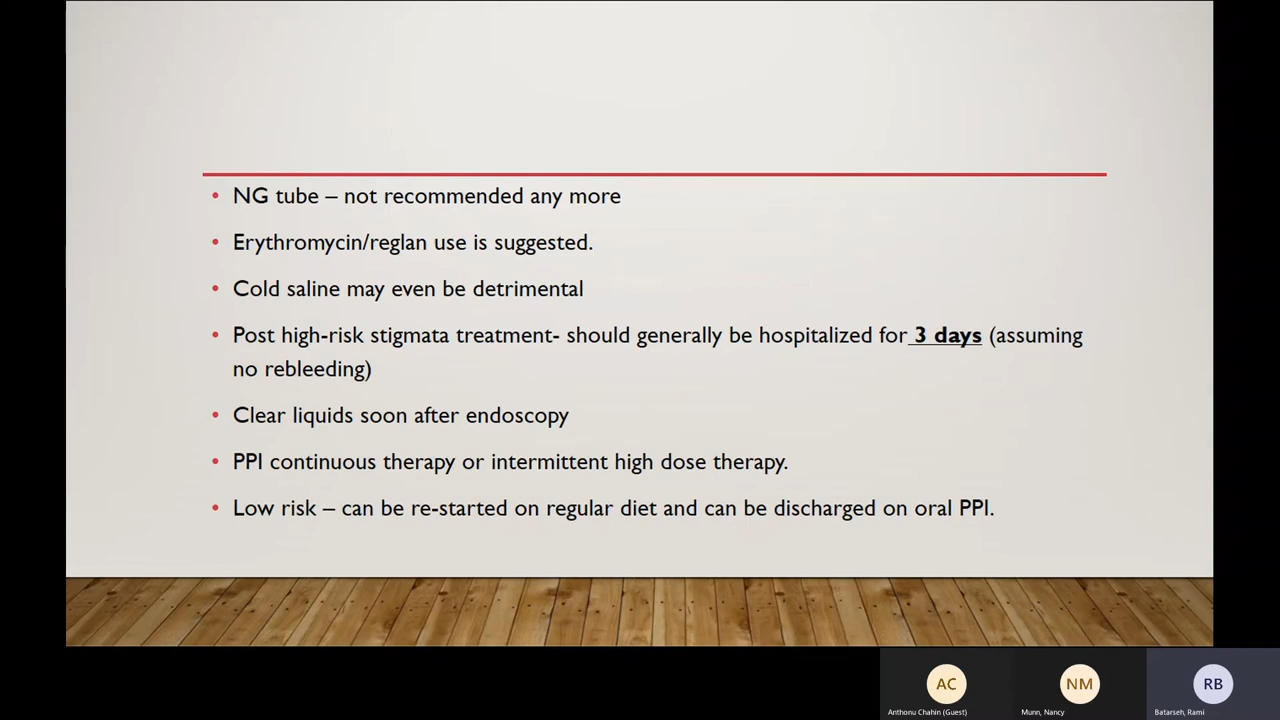 • NG tube – not recommended any more
• Erythromycin/reglan use is suggested.
• Cold saline may even be detrimental
• Post high-risk stigmata treatment- should generally be hospitalized for 3 days (assuming
no rebleeding)
• Clear liquids soon after endoscopy
• PPI continuous therapy or intermittent high dose therapy.
• Low risk – can be re-started on regular diet and can be discharged on oral PPI.
AC
NM
RB
Anthonu Chahin (Guest)
Munn, Nancy
Batarseh, Rami